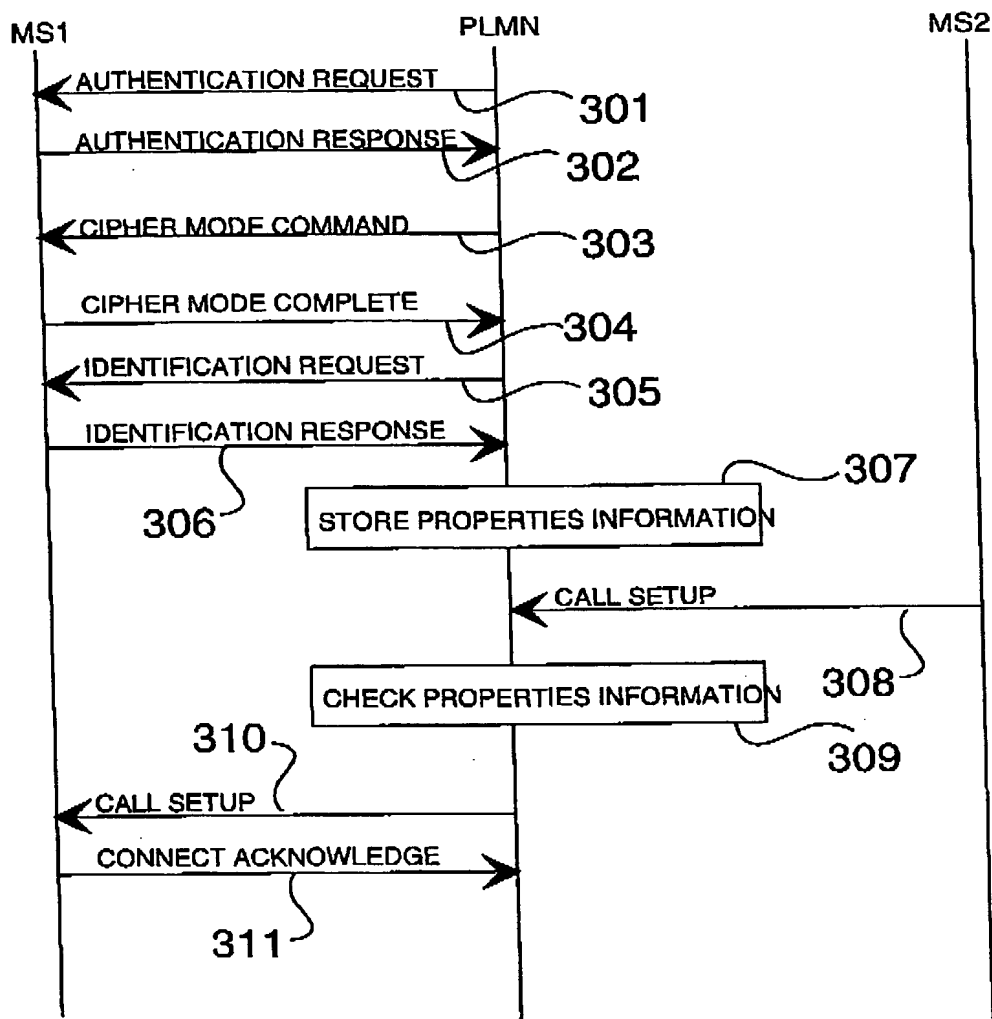 MS1 PLMN MS2
AUTHENTICATION REQUEST
301
AUTHENTICATION RESPONSE
302
CIPHER MODE COMMAND
303
CIPHER MODE COMPLETE
304
IDENTIFICATION REQUEST
305
IDENTIFICATION RESPONSE
306
307
STORE PROPERTIES INFORMATION
CALL SETUP
308
CHECK PROPERTIES INFORMATION
309
310
CALL SETUP
CONNECT ACKNOWLEDGE
311